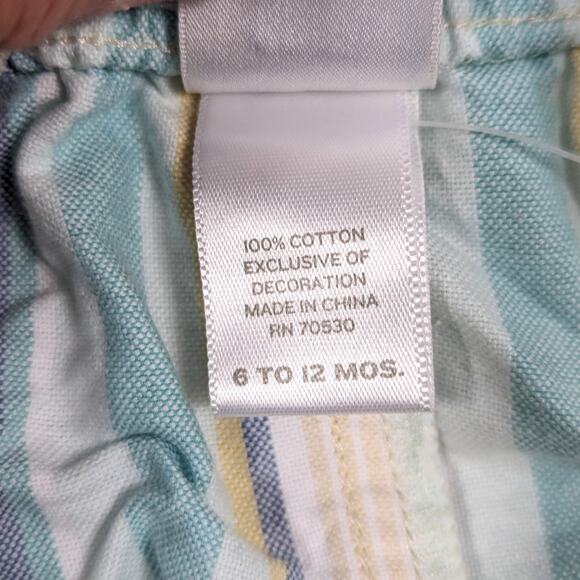 100% COTTON
EXCLUSIVE OF
DECORATION
MADE IN CHINA
RN 70530
6 TO 12 MOS.